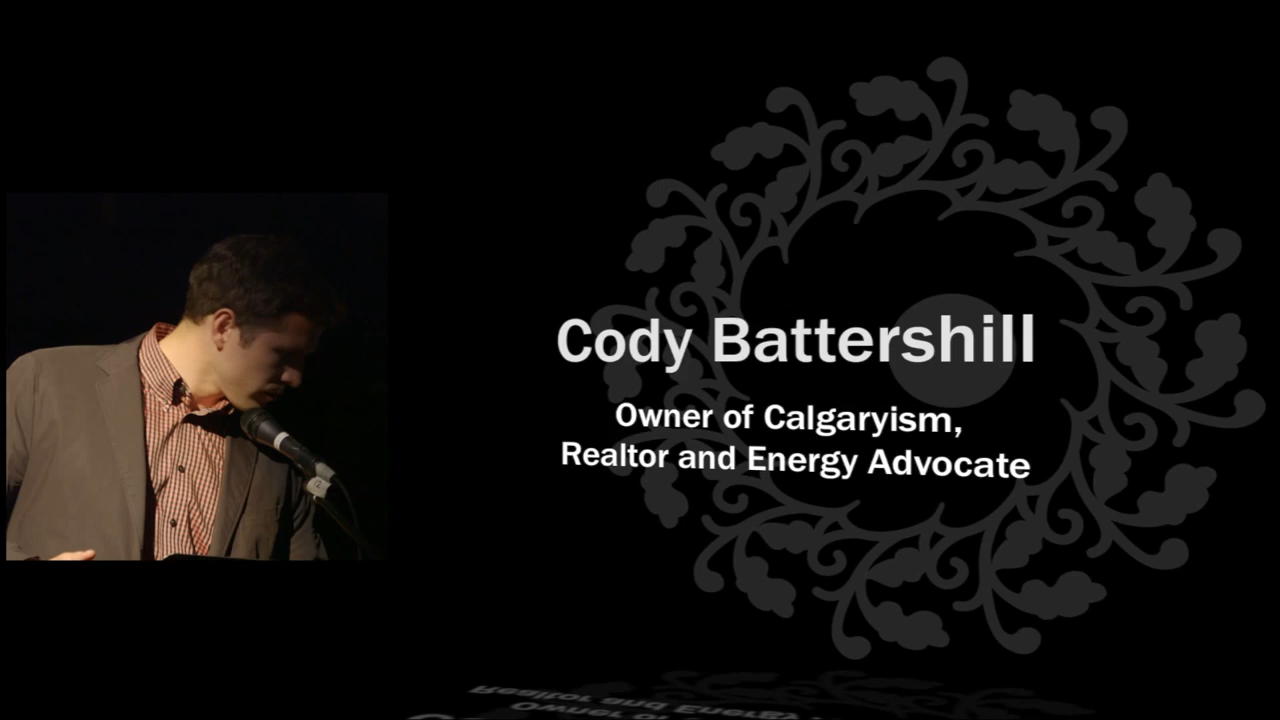 Cody Battershill
Owner of Calgaryism,
Realtor and Energy Advocate